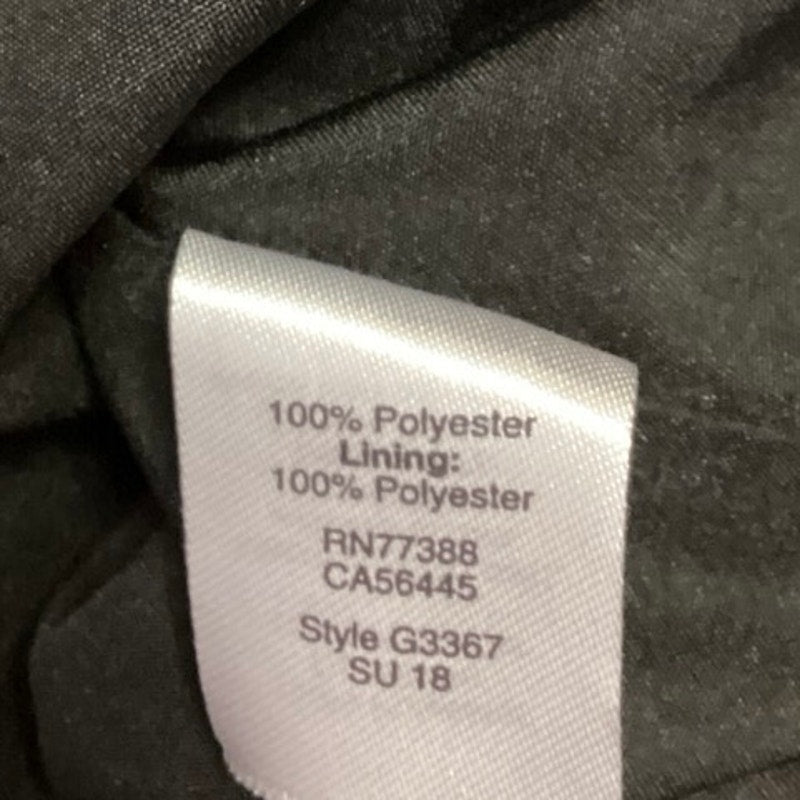 100% Polyester
Lining:
100% Polyester
RN77388
CA56445
Style G3367
SU 18